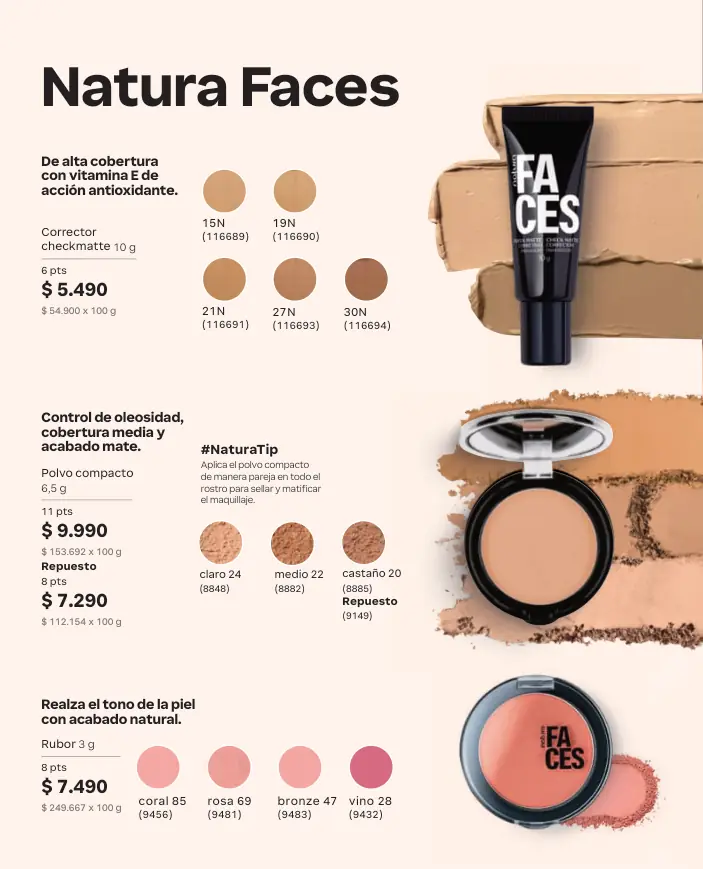 Natura Faces
De alta cobertura
con vitamina E de
acción antioxidante.
Corrector
checkmatte 10 g
6 pts
$ 5.490
$ 54.900 x 100 g
15N
(116689)
19N
(116690)
21N
(116691)
27N
(116693)
30N
(116694)
natura
FA
CES
10 g
Control de oleosidad,
cobertura media y
acabado mate.
Polvo compacto
6,5 g
11 pts
$ 9.990
$ 153.692 x 100 g
Repuesto
8 pts
$ 7.290
$ 112.154 x 100 g
#NaturaTip
Aplica el polvo compacto
de manera pareja en todo el
rostro para sellar y matificar
el maquillaje.
claro 24
(8848)
medio 22
(8882)
castaño 20
(8885)
Repuesto
(9149)
Realza el tono de la piel
con acabado natural.
Rubor 3 g
8 pts
$ 7.490
$ 249.667 x 100 g
coral 85
(9456)
rosa 69
(9481)
bronze 47
(9483)
vino 28
(9432)
natura
FA
CES